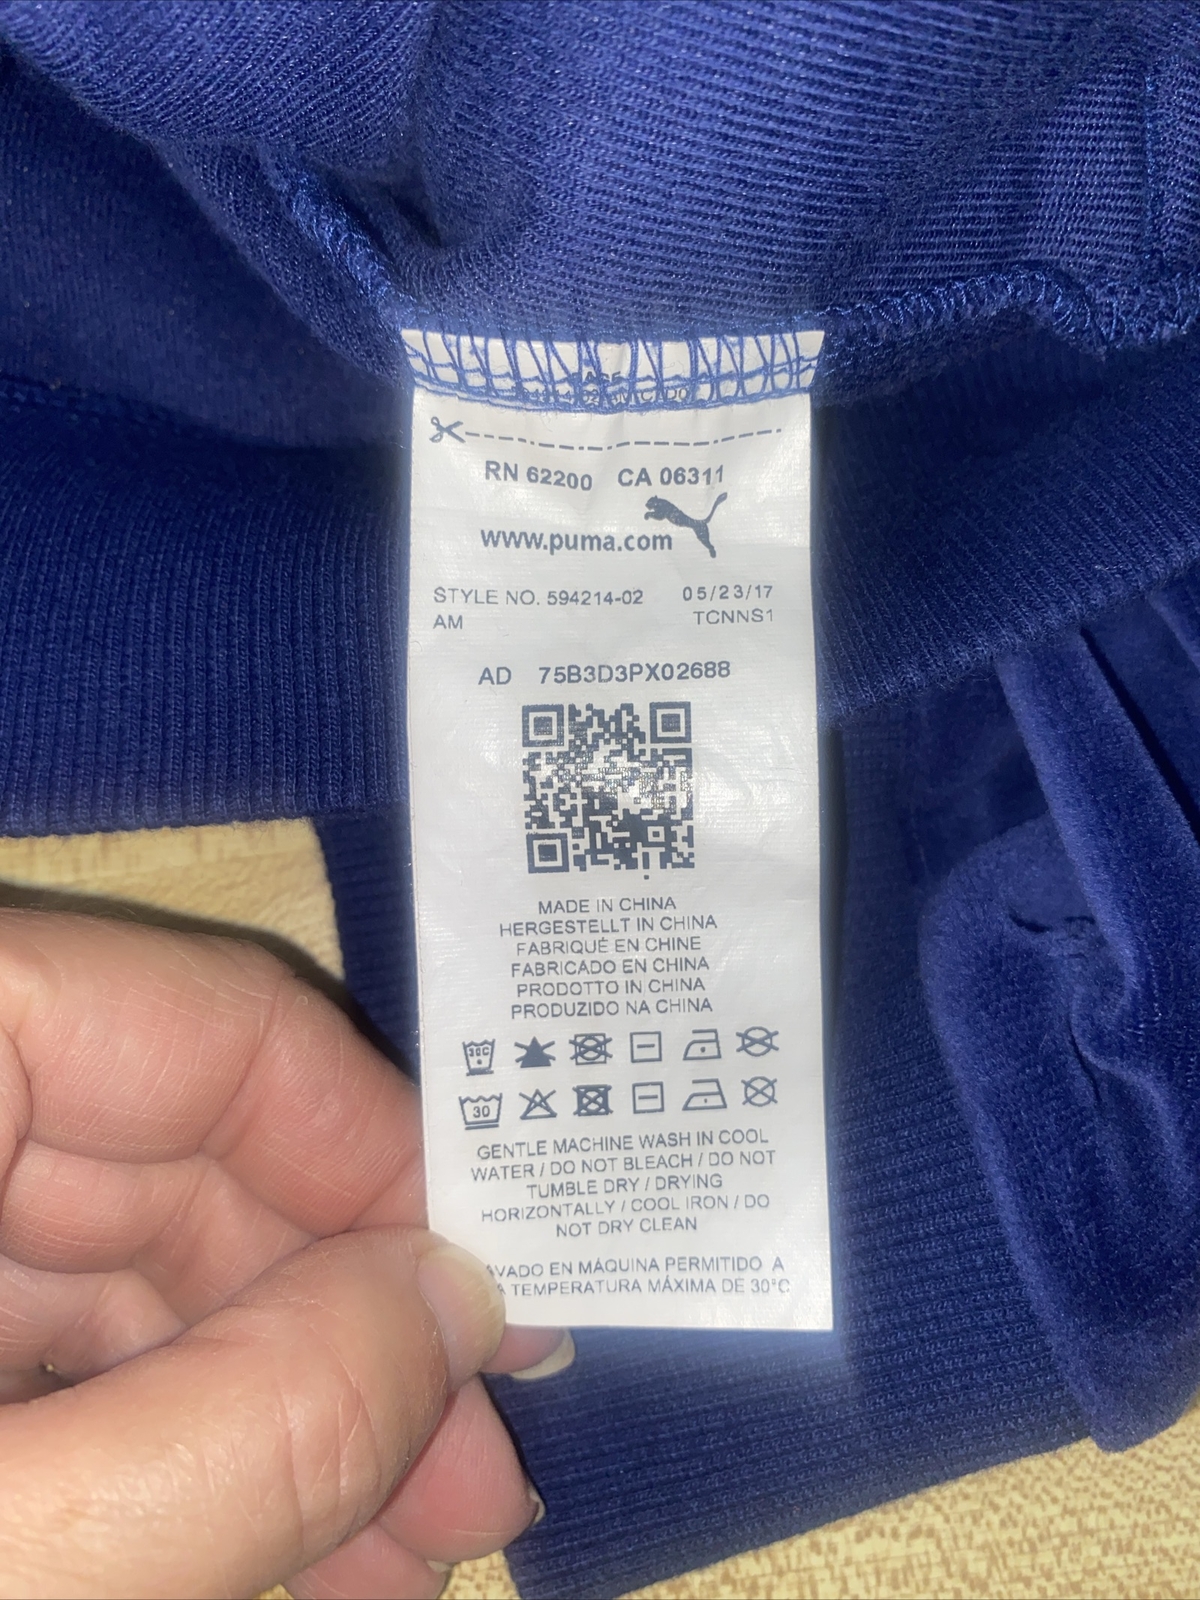 RN 62200 CA 06311
www.puma.com
STYLE NO. 594214-02 05/23/17
AM TCNNS1
AD 75B3D3PX02688
MADE IN CHINA
HERGESTELLT IN CHINA
FABRIQUÉ EN CHINE
FABRICADO EN CHINA
PRODOTTO IN CHINA
PRODUZIDO NA CHINA
30C
30
GENTLE MACHINE WASH IN COOL
WATER / DO NOT BLEACH / DO NOT
TUMBLE DRY / DRYING
HORIZONTALLY / COOL IRON / DO
NOT DRY CLEAN
AVADO EN MÁQUINA PERMITIDO A
A TEMPERATURA MÁXIMA DE 30°C